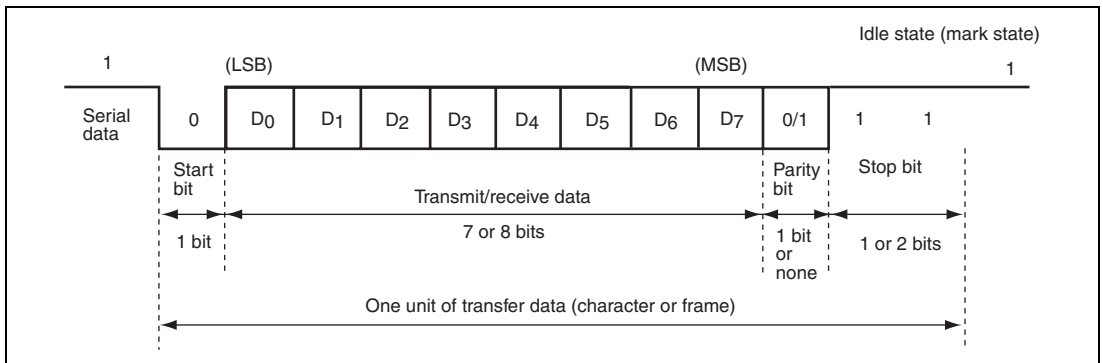 Idle state (mark state)
1 (LSB) (MSB) 1
Serial data 0 D0 D1 D2 D3 D4 D5 D6 D7 0/1 1 1
Start bit Parity bit Stop bit
Transmit/receive data
1 bit 7 or 8 bits 1 bit or none 1 or 2 bits
One unit of transfer data (character or frame)